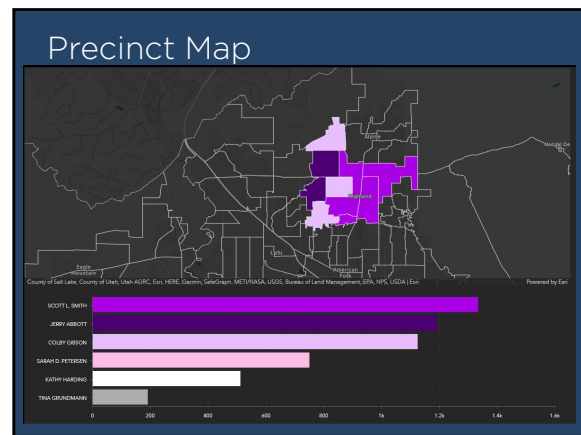 Precinct Map
Alpine
Highland
Lehi
Eagle
Mountain
American
Fork
County of Salt Lake, County of Utah, Utah AGRC, Esri, HERE, Garmin, SafeGraph, METI/NASA, USGS, Bureau of Land Management, EPA, NPS, USDA | Esri
Powered by Esri
SCOTT L. SMITH
JERRY ABBOTT
COLBY GIBSON
SARAH D. PETERSEN
KATHY HARDING
TINA GRUNDMANN
0 200 400 600 800 1k 1.2k 1.4k 1.6k